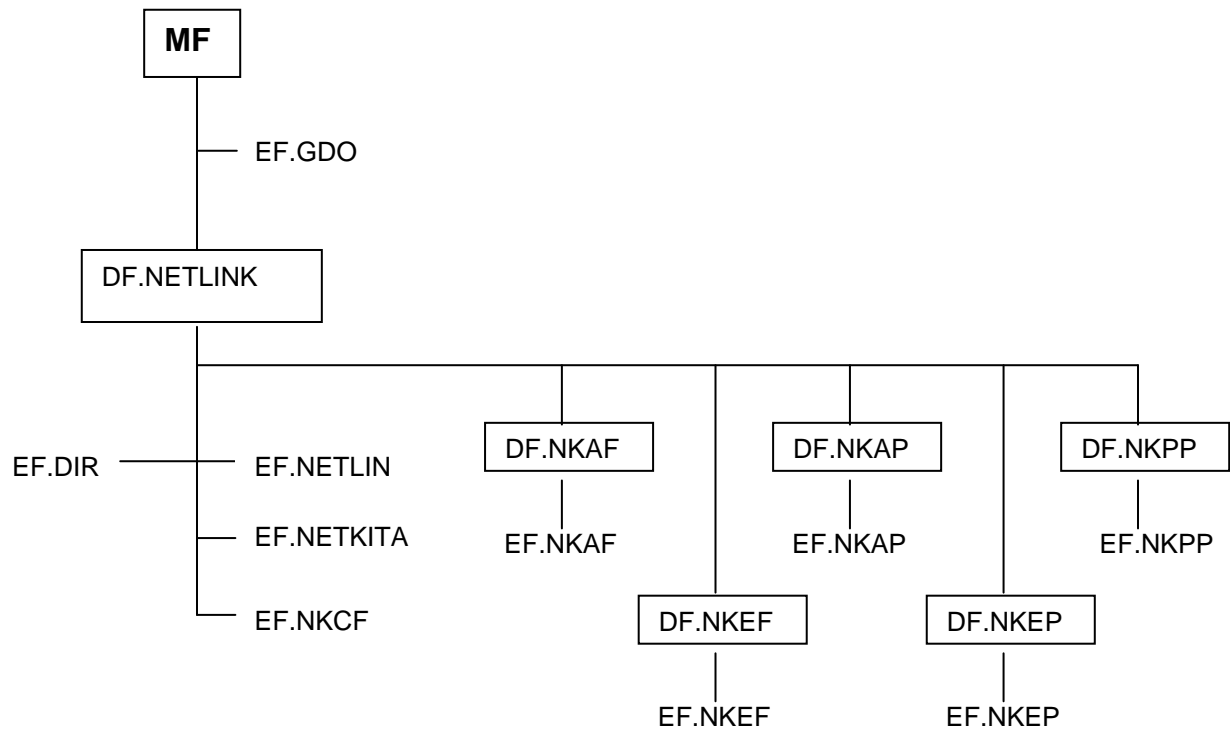 MF
EF.GDO
DF.NETLINK
EF.DIR
EF.NETLIN
EF.NETKITA
EF.NKCF
DF.NKAF
EF.NKAF
DF.NKAP
EF.NKAP
DF.NKPP
EF.NKPP
DF.NKEF
EF.NKEF
DF.NKEP
EF.NKEP